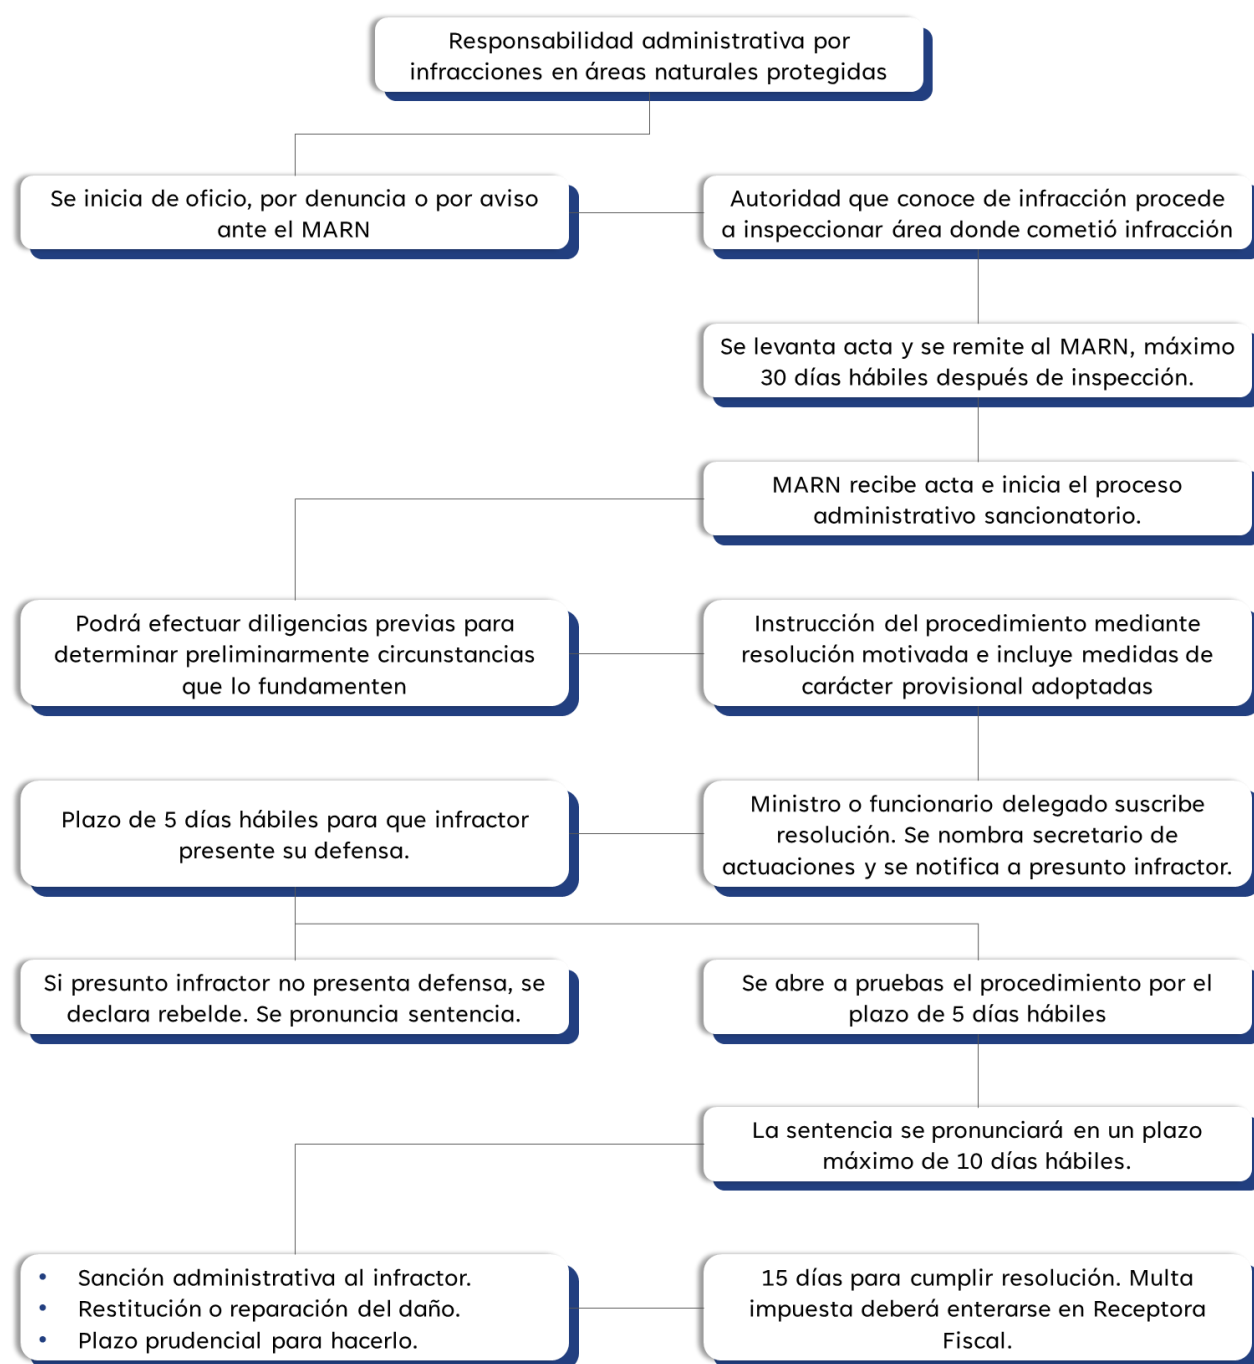 Responsabilidad administrativa por
infracciones en áreas naturales protegidas
Se inicia de oficio, por denuncia o por aviso
ante el MARN
Autoridad que conoce de infracción procede
a inspeccionar área donde cometió infracción
Se levanta acta y se remite al MARN, máximo
30 días hábiles después de inspección.
MARN recibe acta e inicia el proceso
administrativo sancionatorio.
Podrá efectuar diligencias previas para
determinar preliminarmente circunstancias
que lo fundamenten
Instrucción del procedimiento mediante
resolución motivada e incluye medidas de
carácter provisional adoptadas
Ministro o funcionario delegado suscribe
resolución. Se nombra secretario de
actuaciones y se notifica a presunto infractor.
Plazo de 5 días hábiles para que infractor
presente su defensa.
Si presunto infractor no presenta defensa, se
declara rebelde. Se pronuncia sentencia.
Se abre a pruebas el procedimiento por el
plazo de 5 días hábiles
La sentencia se pronunciará en un plazo
máximo de 10 días hábiles.
• Sanción administrativa al infractor.
• Restitución o reparación del daño.
• Plazo prudencial para hacerlo.
15 días para cumplir resolución. Multa
impuesta deberá enterarse en Receptora
Fiscal.